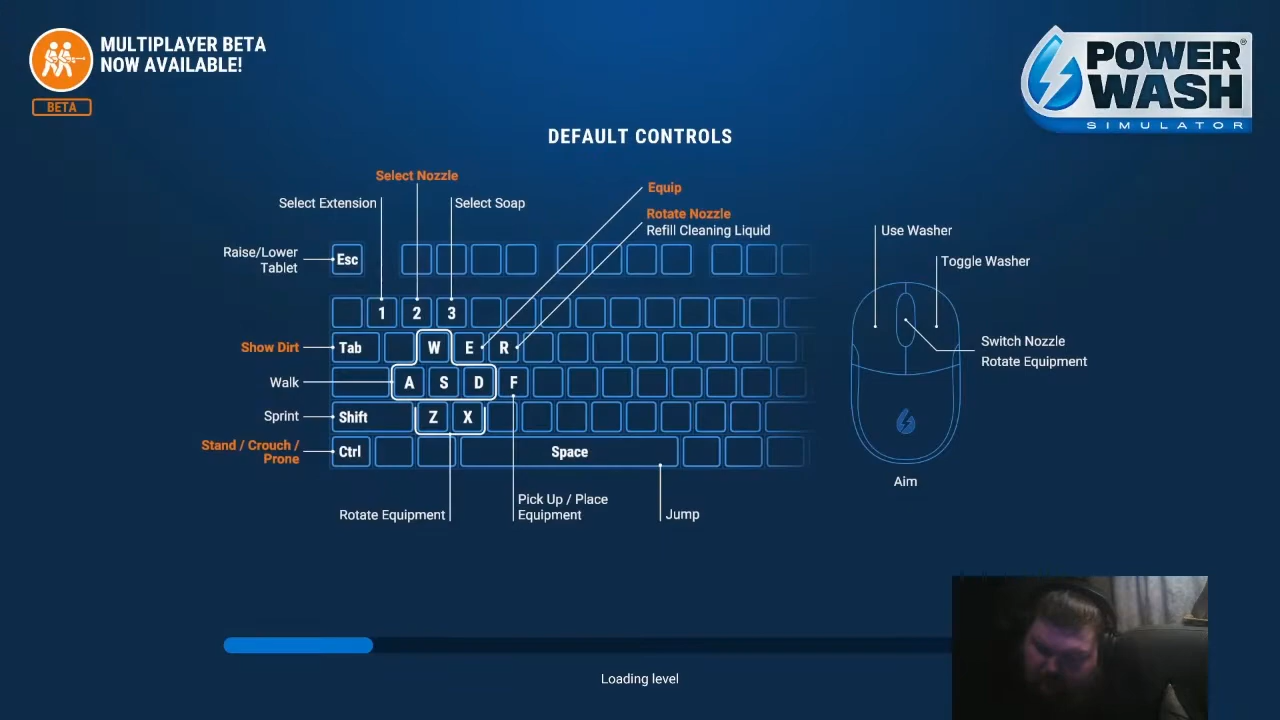 MULTIPLAYER BETA
NOW AVAILABLE!
BETA
POWER
WASH
SIMULATOR
DEFAULT CONTROLS
Select Nozzle
Select Extension
Select Soap
Equip
Rotate Nozzle
Refill Cleaning Liquid
Raise/Lower
Tablet
Esc
1 2 3
Show Dirt
Tab W E R
Walk
A S D F
Sprint
Shift Z X
Stand / Crouch /
Prone
Ctrl Space
Rotate Equipment
Pick Up / Place
Equipment
Jump
Use Washer
Toggle Washer
Switch Nozzle
Rotate Equipment
Aim
Loading level